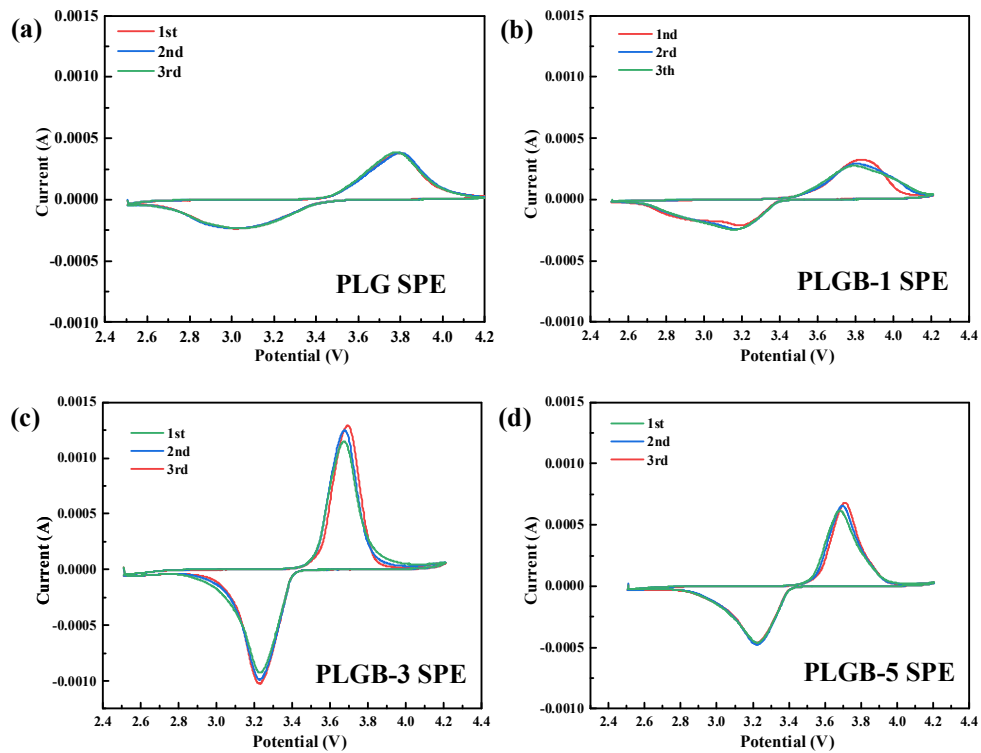 (a)
1st
2nd
3rd
0.0015
0.0010
0.0005
0.0000
-0.0005
-0.0010
Current (A)
PLG SPE
2.4 2.6 2.8 3.0 3.2 3.4 3.6 3.8 4.0 4.2
Potential (V)
(b)
1nd
2rd
3th
0.0015
0.0010
0.0005
0.0000
-0.0005
-0.0010
Current (A)
PLGB-1 SPE
2.4 2.6 2.8 3.0 3.2 3.4 3.6 3.8 4.0 4.2 4.4
Potential (V)
(c)
1st
2nd
3rd
0.0015
0.0010
0.0005
0.0000
-0.0005
-0.0010
Current (A)
PLGB-3 SPE
2.4 2.6 2.8 3.0 3.2 3.4 3.6 3.8 4.0 4.2 4.4
Potential (V)
(d)
1st
2nd
3rd
0.0015
0.0010
0.0005
0.0000
-0.0005
-0.0010
Current (A)
PLGB-5 SPE
2.4 2.6 2.8 3.0 3.2 3.4 3.6 3.8 4.0 4.2 4.4
Potential (V)